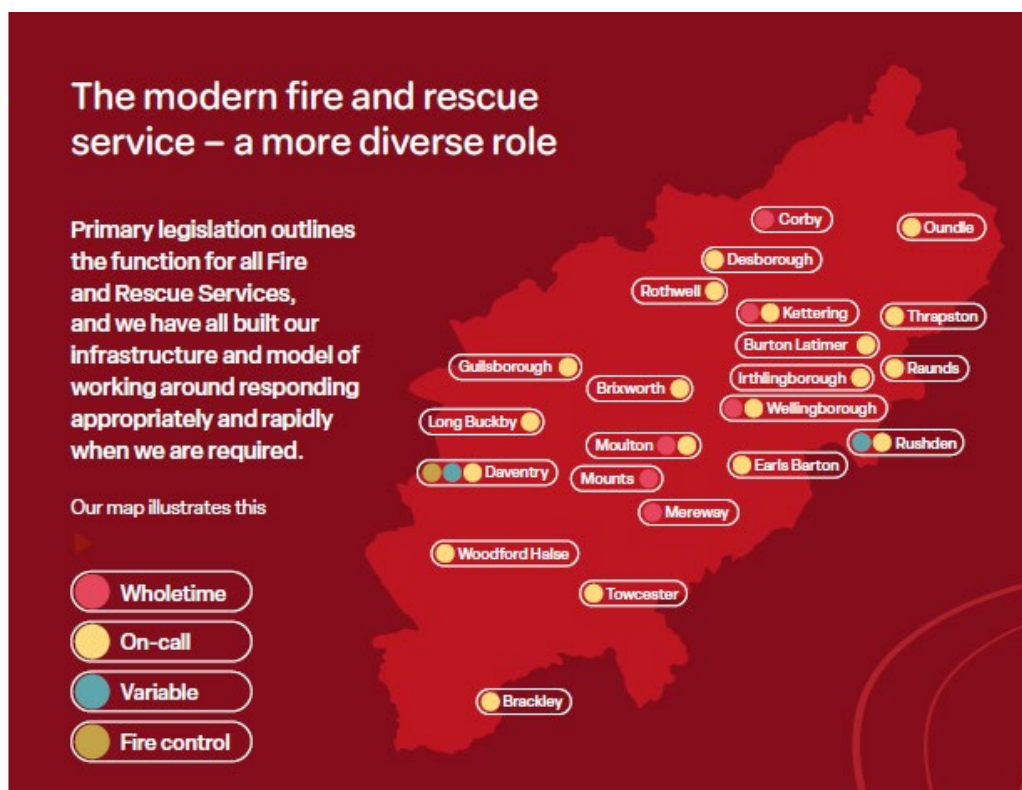 The modern fire and rescue
service – a more diverse role
Primary legislation outlines
the function for all Fire
and Rescue Services,
and we have all built our
infrastructure and model of
working around responding
appropriately and rapidly
when we are required.
Our map illustrates this
Wholetime
On-call
Variable
Fire control
Corby
Oundle
Desborough
Rothwell
Kettering
Thrapston
Burton Latimer
Guilsborough
Raunds
Irthlingborough
Brixworth
Wellingborough
Long Buckby
Rushden
Moulton
Earls Barton
Daventry
Mounts
Mereway
Woodford Halse
Towcester
Brackley